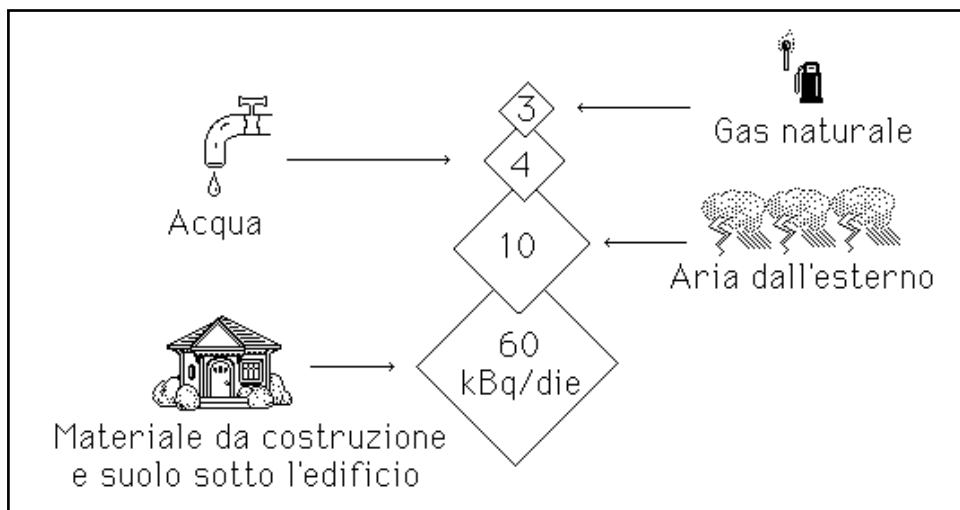 3
Gas naturale
4
Acqua
10
Aria dall'esterno
60
kBq/die
Materiale da costruzione
e suolo sotto l'edificio